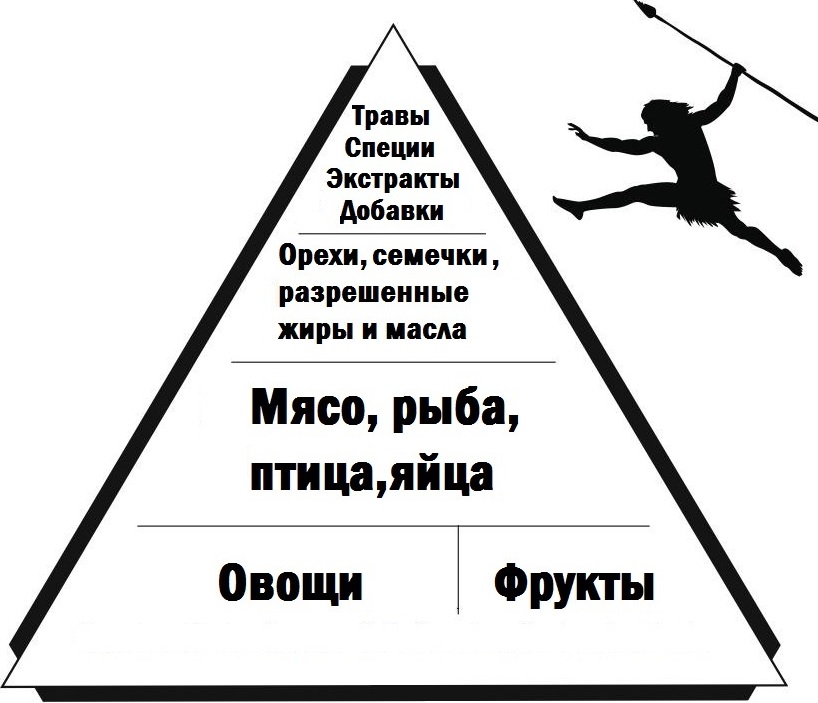 Травы
Специи
Экстракты
Добавки
Орехи, семечки,
разрешенные
жиры и масла
Мясо, рыба,
птица,яйца
Овощи
Фрукты